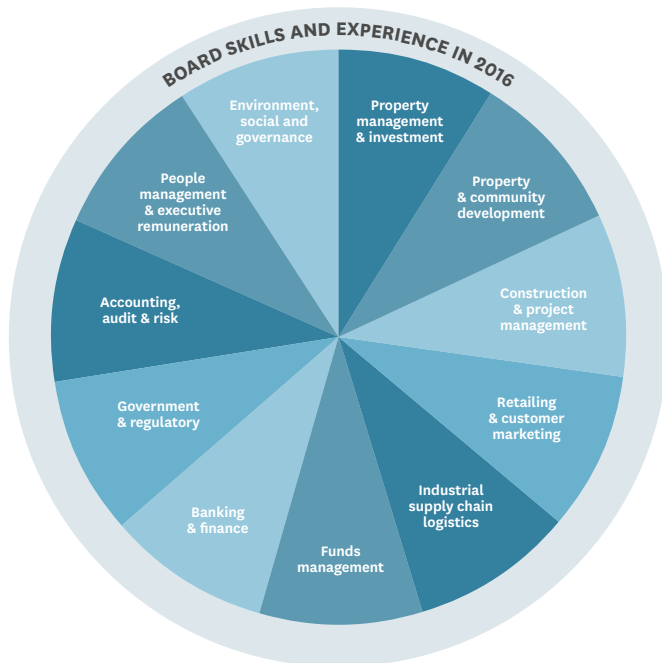 BOARD SKILLS AND EXPERIENCE IN 2016
Property
management
& investment
Property
& community
development
Construction
& project
management
Retailing
& customer
marketing
Industrial
supply chain
logistics
Funds
management
Banking
& finance
Government
& regulatory
Accounting,
audit & risk
People
management
& executive
remuneration
Environment,
social and
governance